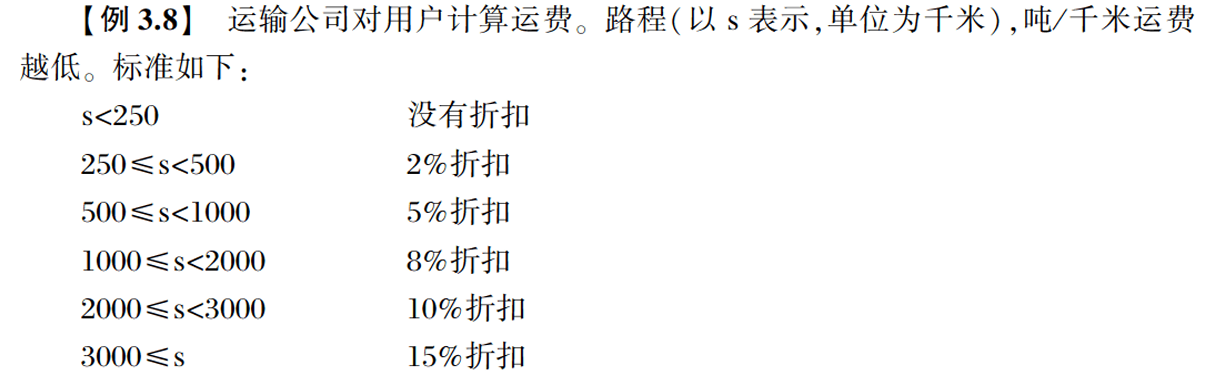 【例 3.8】 运输公司对用户计算运费。路程(以 s 表示,单位为千米),吨/千米运费
越低。标准如下:
s<250 没有折扣
250≤s<500 2%折扣
500≤s<1000 5%折扣
1000≤s<2000 8%折扣
2000≤s<3000 10%折扣
3000≤s 15%折扣